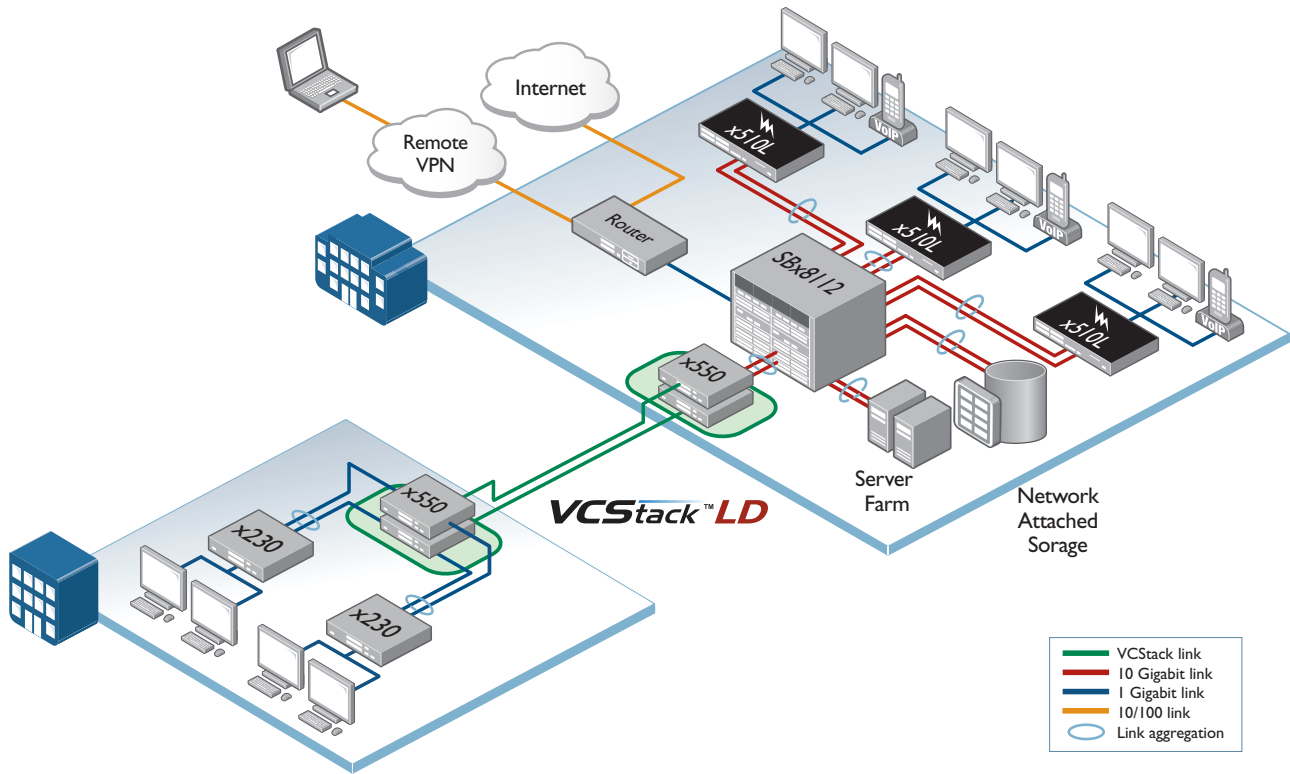 Internet
Remote
VPN
Router
x510L
VoIP
x510L
VoIP
x510L
VoIP
SBx8112
x550
Server
Farm
Network
Attached
Sorage
VCStack™ LD
x550
x230
x230
VCStack link
10 Gigabit link
1 Gigabit link
10/100 link
Link aggregation